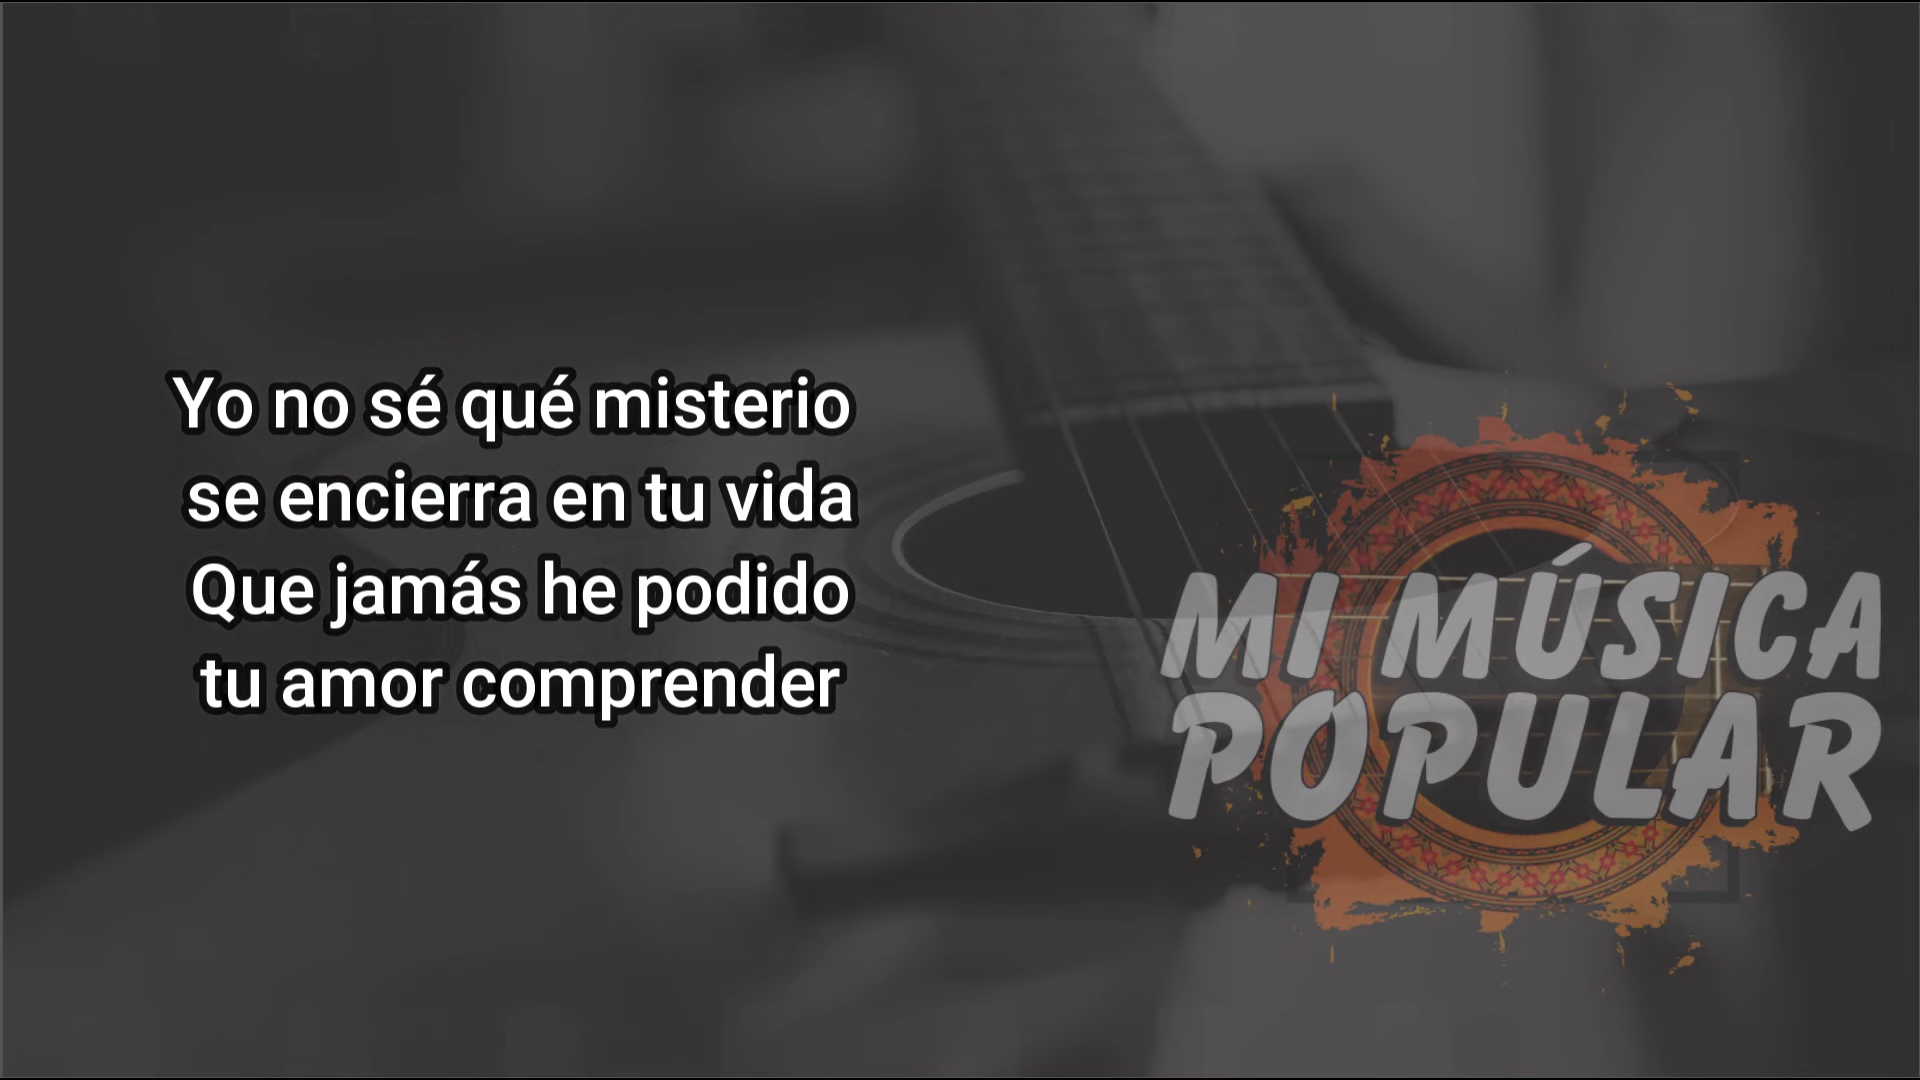 Yo no sé qué misterio
se encierra en tu vida
Que jamás he podido
tu amor comprender
MI MÚSICA
POPULAR